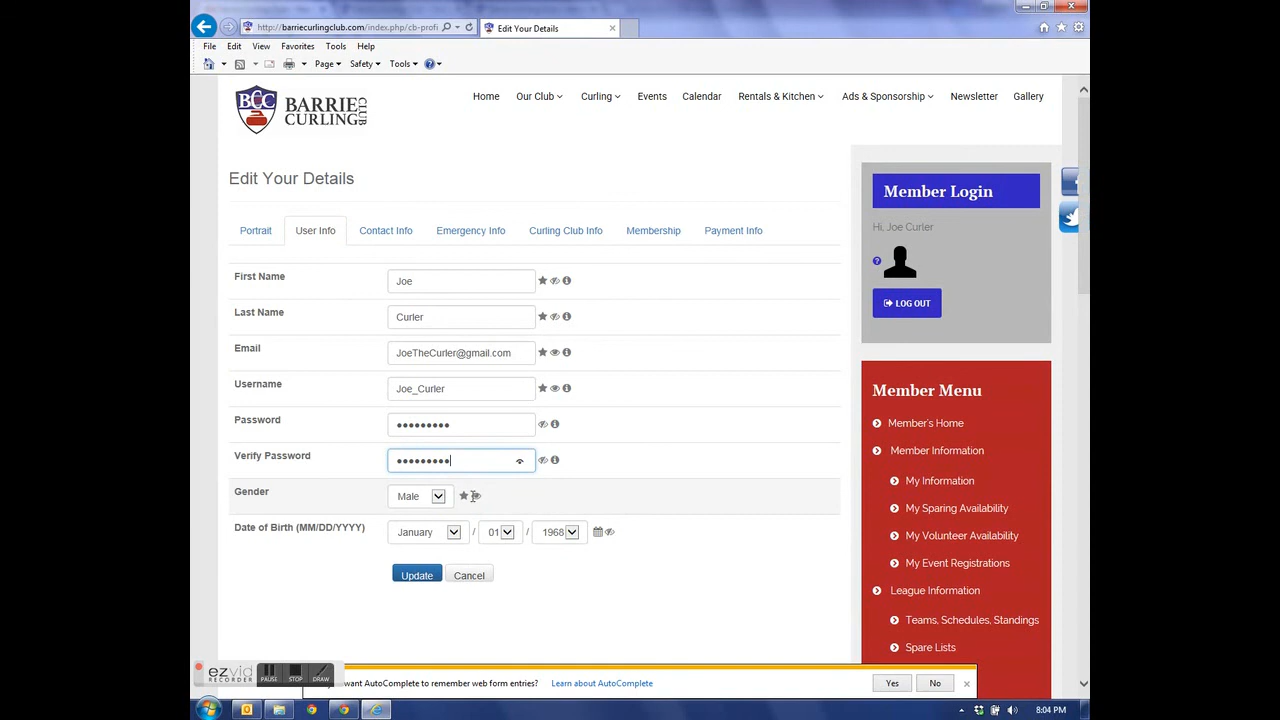 http://barriecurlingclub.com/index.php/cb-profi
Edit Your Details
File Edit View Favorites Tools Help
Page Safety Tools
BCC BARRIE CURLING CLUB
Home Our Club Curling Events Calendar Rentals & Kitchen Ads & Sponsorship Newsletter Gallery
Edit Your Details
Portrait User Info Contact Info Emergency Info Curling Club Info Membership Payment Info
First Name Joe
Last Name Curler
Email JoeTheCurler@gmail.com
Username Joe_Curler
Password •••••••••
Verify Password •••••••••
Gender Male
Date of Birth (MM/DD/YYYY) January / 01 / 1968
Update Cancel
Member Login
Hi, Joe Curler
LOG OUT
Member Menu
Member's Home
Member Information
My Information
My Sparing Availability
My Volunteer Availability
My Event Registrations
League Information
Teams, Schedules, Standings
Spare Lists
ezvid
RECORDER
PAUSE STOP DRAW
want AutoComplete to remember web form entries? Learn about AutoComplete Yes No
8:04 PM